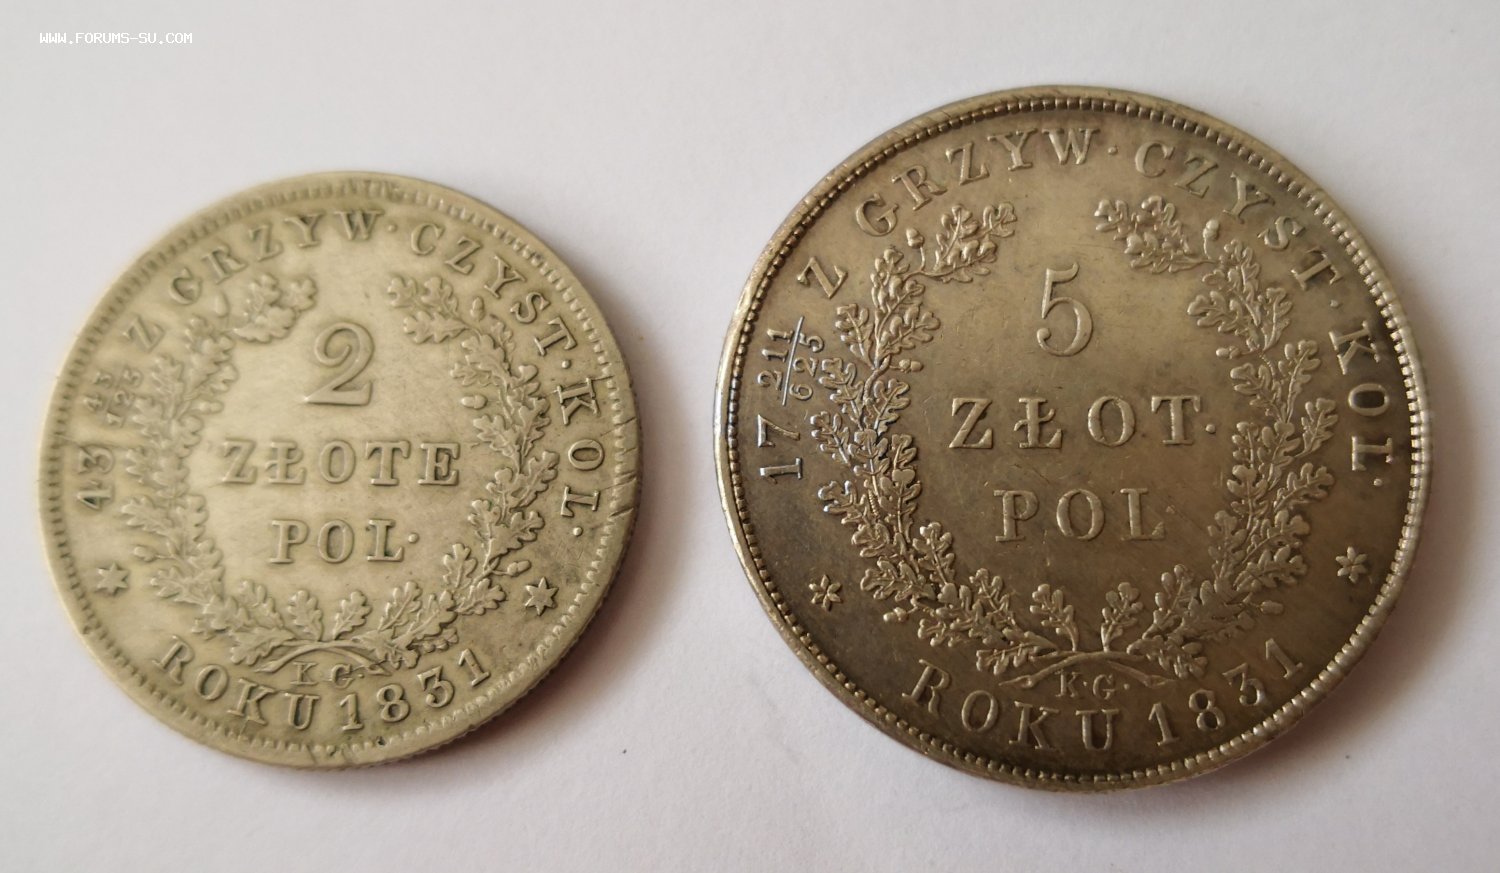 WWW.FORUMS-SU.COM
43 43/125 Z GRZYW· CZYST· KOL·
2
ZŁOTE
POL·
K.G.
ROKU 1831
17 211/625 Z GRZYW· CZYST· KOL·
5
ZŁOT·
POL·
K·G·
ROKU 1831